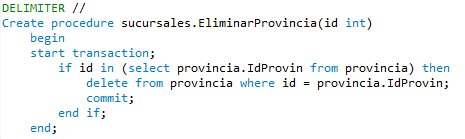 DELIMITER //
Create procedure sucursales.EliminarProvincia(id int)
begin
start transaction;
if id in (select provincia.IdProvin from provincia) then
delete from provincia where id = provincia.IdProvin;
commit;
end if;
end;